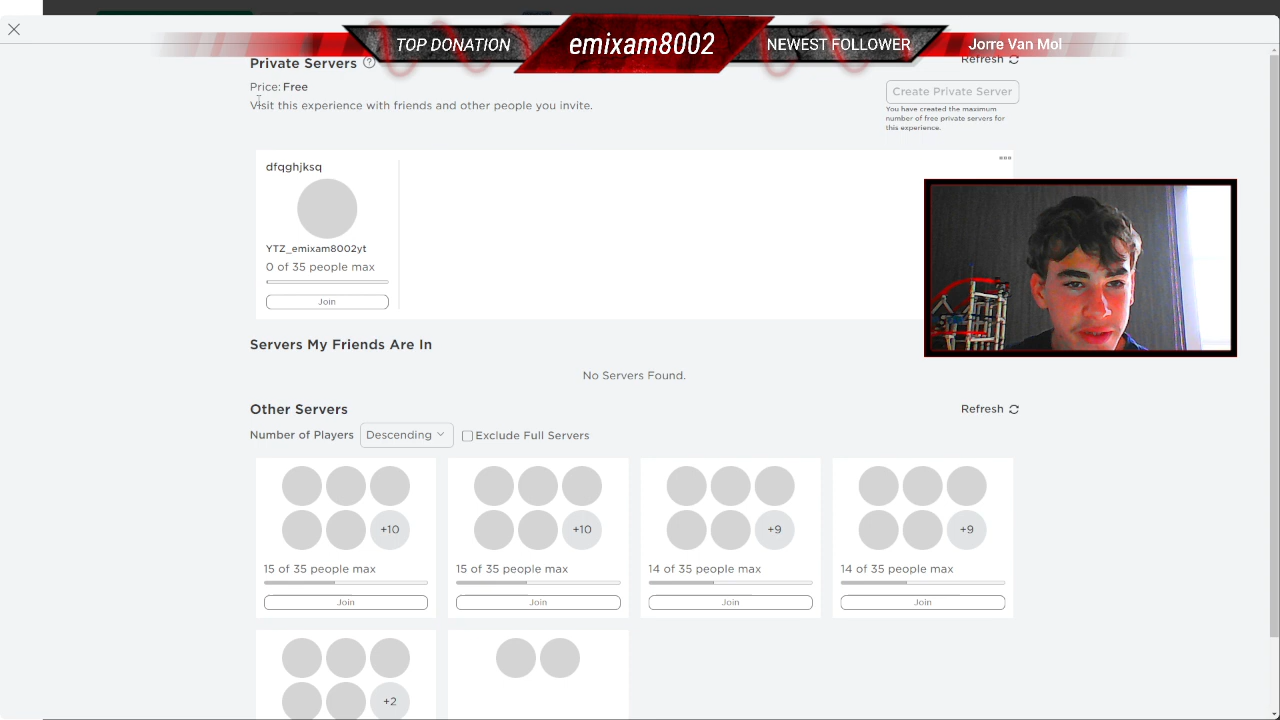 TOP DONATION
emixam8002
NEWEST FOLLOWER
Jorre Van Mol
Private Servers
Refresh
Price: Free
Visit this experience with friends and other people you invite.
Create Private Server
You have created the maximum
number of free private servers for
this experience.
dfqghjksq
YTZ_emixam8002yt
0 of 35 people max
Join
Servers My Friends Are In
No Servers Found.
Other Servers
Refresh
Number of Players
Descending
Exclude Full Servers
+10
15 of 35 people max
Join
+10
15 of 35 people max
Join
+9
14 of 35 people max
Join
+9
14 of 35 people max
Join
+2